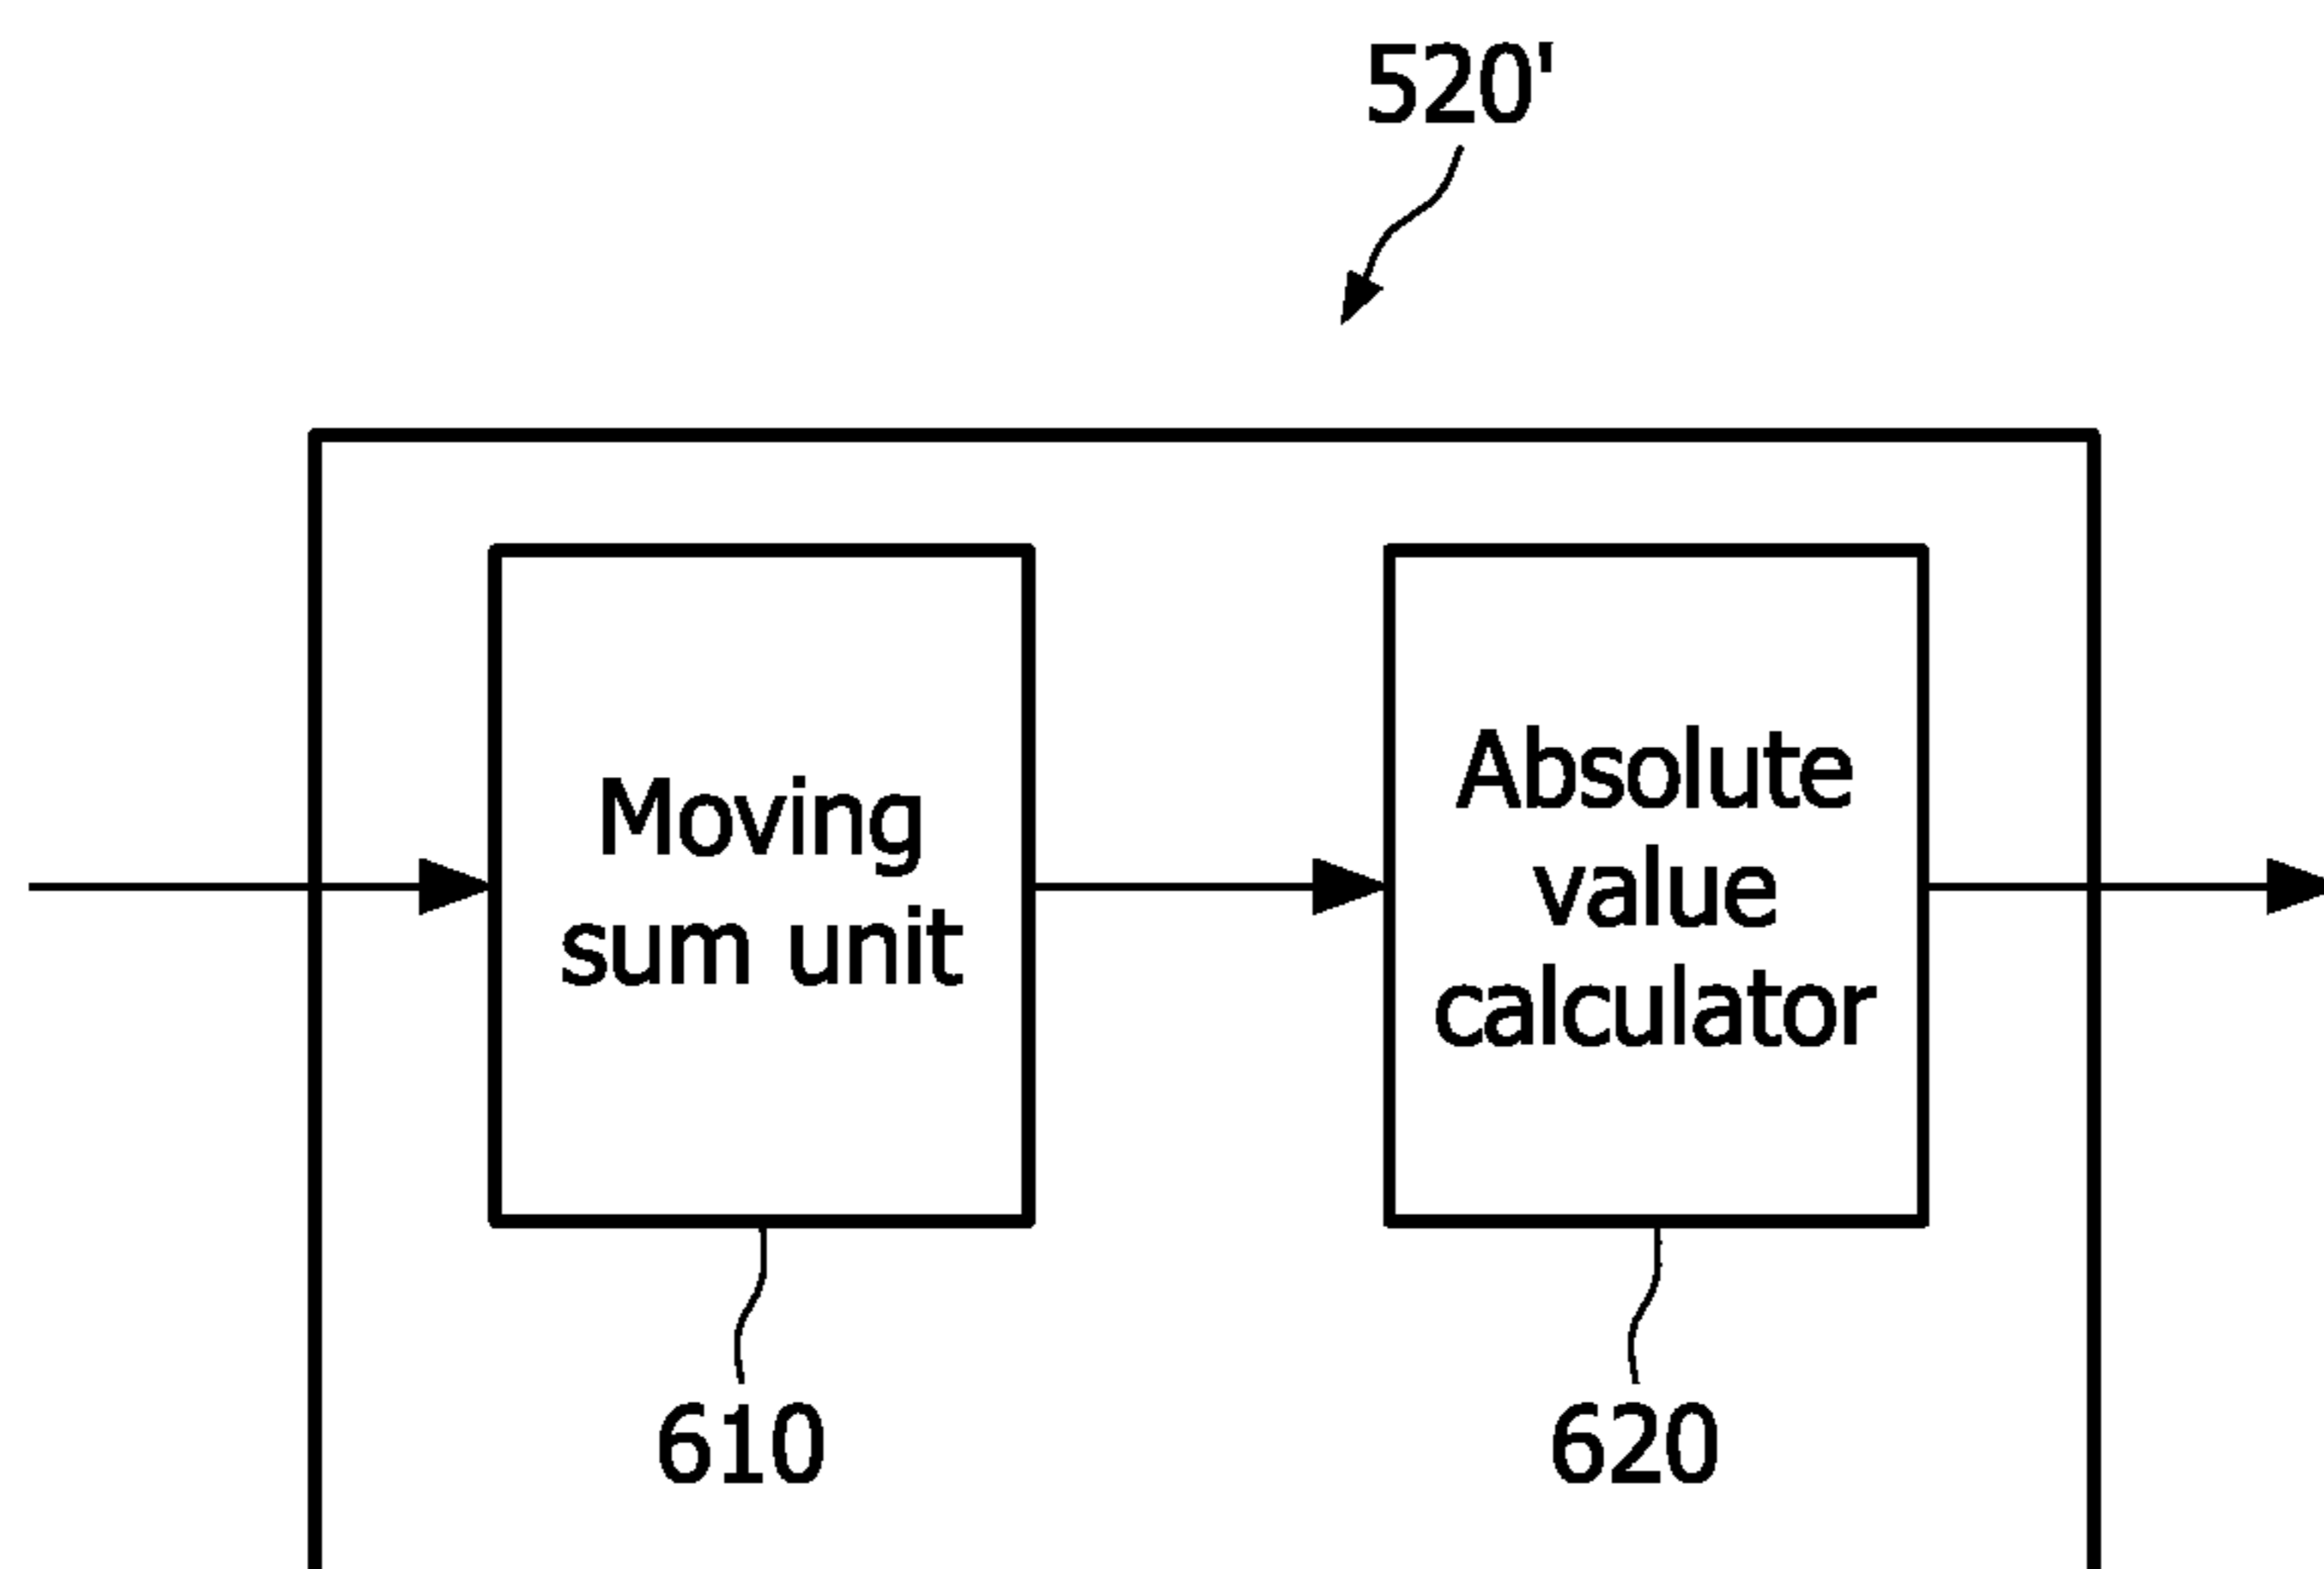 520'
Moving
sum unit
Absolute
value
calculator
610
620